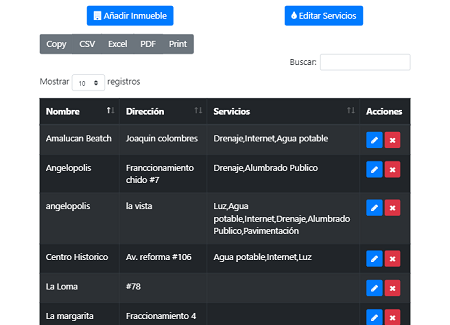 Añadir Inmueble
Editar Servicios
Copy CSV Excel PDF Print
Buscar:
Mostrar 10 registros
Nombre Dirección Servicios Acciones
Amalucan Beatch Joaquin colombres Drenaje,Internet,Agua potable
Angelopolis Franccionamiento chido #7 Drenaje,Alumbrado Publico
angelopolis la vista Luz,Agua potable,Internet,Drenaje,Alumbrado Publico,Pavimentación
Centro Historico Av. reforma #106 Agua potable,Internet,Luz
La Loma #78
La margarita Fraccionamiento 4